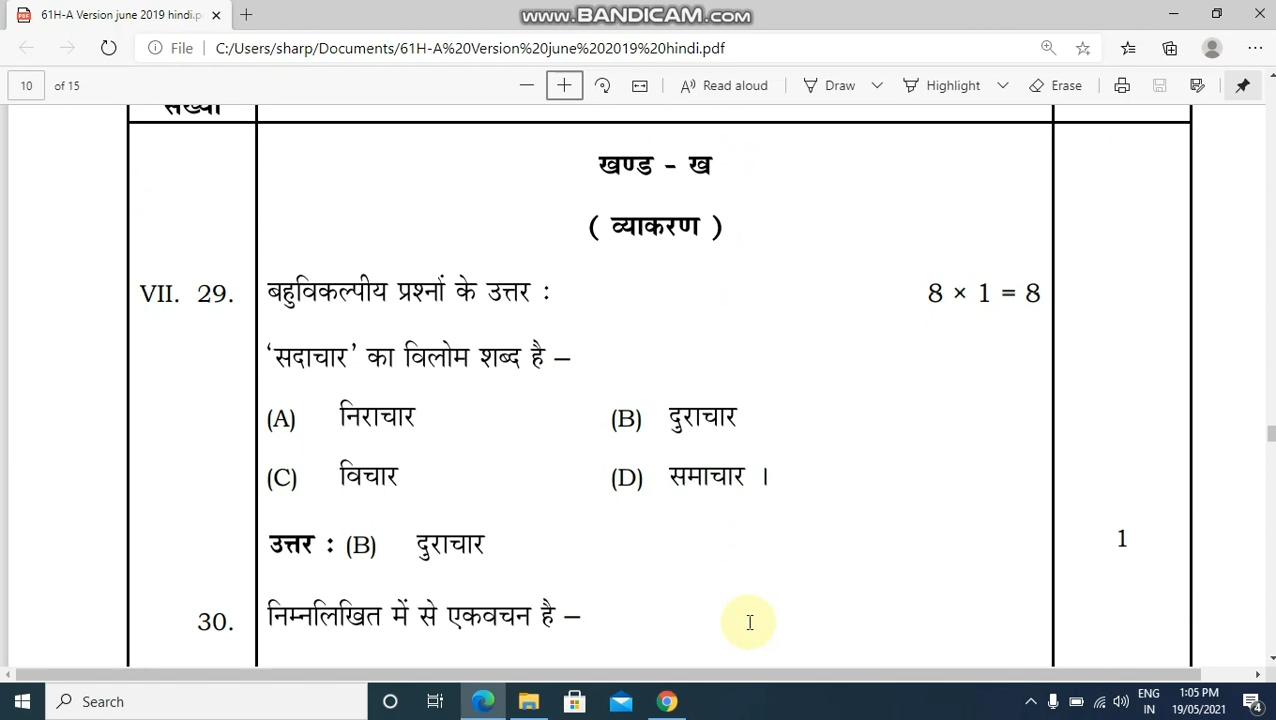 www.BANDICAM.com
61H-A Version june 2019 hindi.p
File C:/Users/sharp/Documents/61H-A%20Version%20june%202019%20hindi.pdf
10 of 15 Read aloud Draw Highlight Erase
संख्या
खण्ड - ख
( व्याकरण )
VII. 29. बहुविकल्पीय प्रश्नों के उत्तर : 8 × 1 = 8
‘सदाचार’ का विलोम शब्द है –
(A) निराचार (B) दुराचार
(C) विचार (D) समाचार ।
उत्तर : (B) दुराचार 1
30. निम्नलिखित में से एकवचन है –
Search ENG 1:05 PM
IN 19/05/2021 4